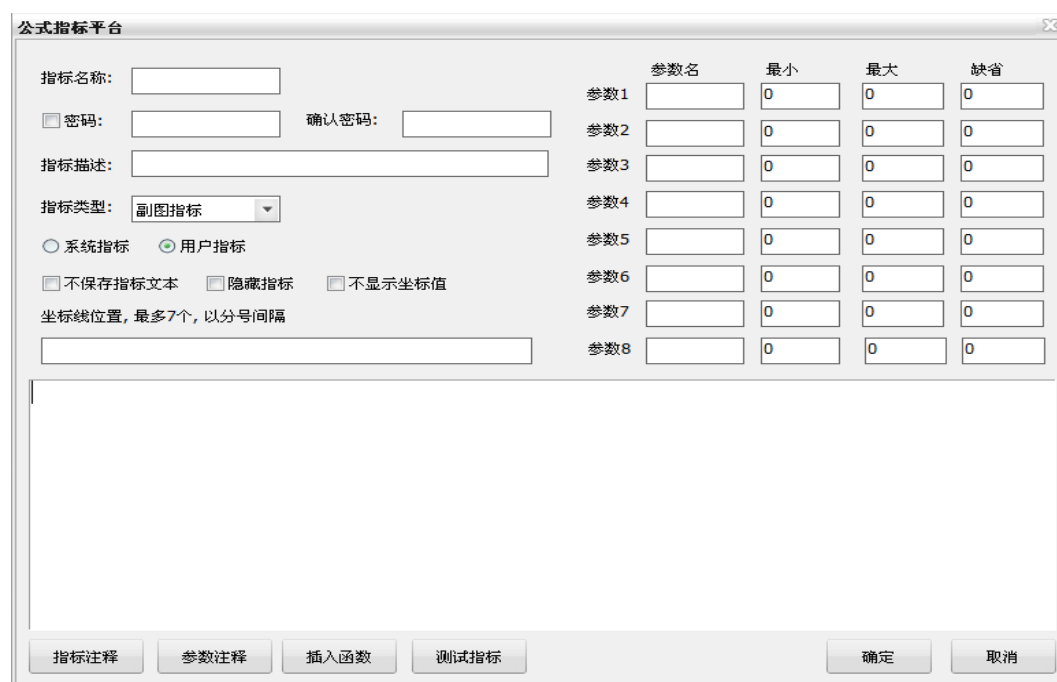 公式指标平台
指标名称:
密码:
确认密码:
指标描述:
指标类型:
副图指标
系统指标 用户指标
不保存指标文本 隐藏指标 不显示坐标值
坐标线位置, 最多7个, 以分号间隔
参数名 最小 最大 缺省
参数1 0 0 0
参数2 0 0 0
参数3 0 0 0
参数4 0 0 0
参数5 0 0 0
参数6 0 0 0
参数7 0 0 0
参数8 0 0 0
指标注释 参数注释 插入函数 测试指标 确定 取消